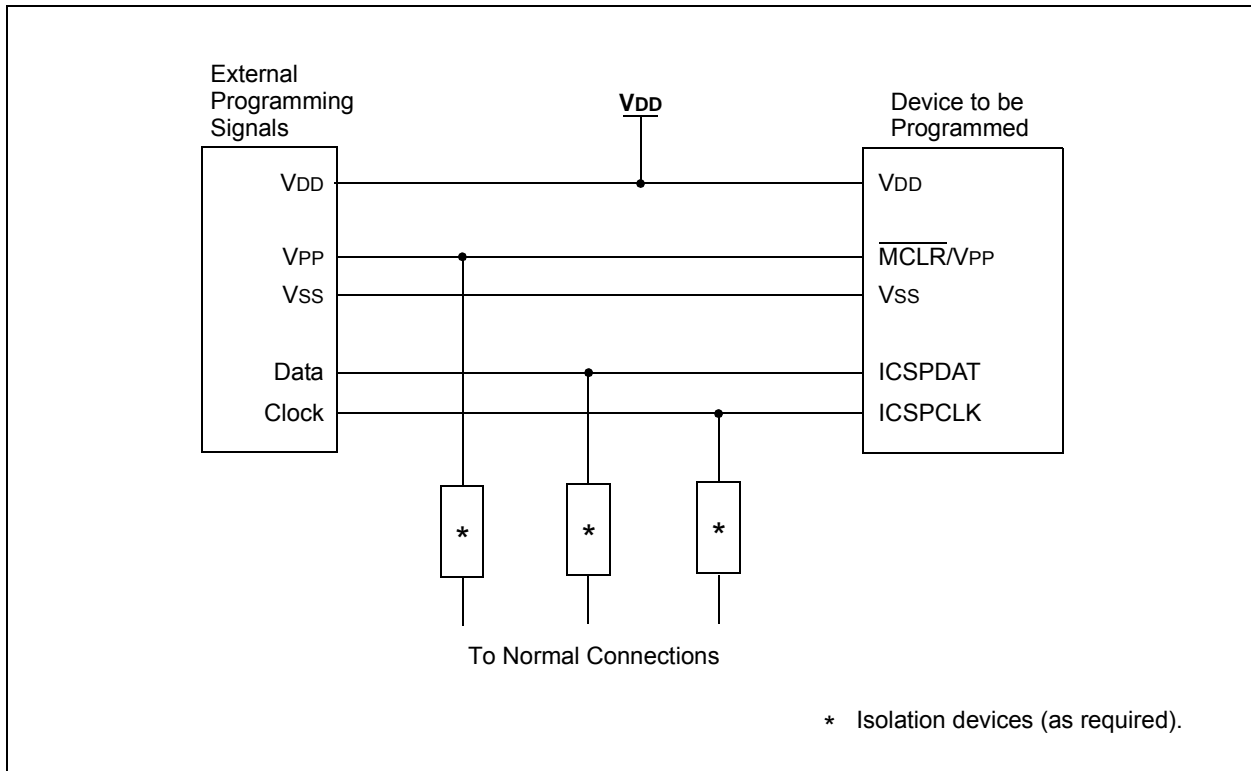 External
Programming
Signals
VDD
Device to be
Programmed
VDD
VDD
VPP
MCLR/VPP
VSS
VSS
Data
ICSPDAT
Clock
ICSPCLK
* * *
To Normal Connections
* Isolation devices (as required).